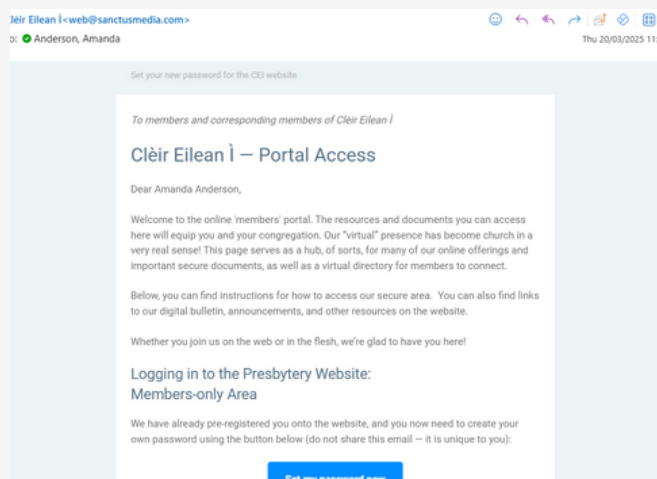 Clèir Eilean Ì<web@sanctusmedia.com>
Anderson, Amanda
Thu 20/03/2025
Set your new password for the CEI website
To members and corresponding members of Clèir Eilean Ì
Clèir Eilean Ì — Portal Access
Dear Amanda Anderson,
Welcome to the online 'members' portal. The resources and documents you can access
here will equip you and your congregation. Our "virtual" presence has become church in a
very real sense! This page serves as a hub, of sorts, for many of our online offerings and
important secure documents, as well as a virtual directory for members to connect.
Below, you can find instructions for how to access our secure area. You can also find links
to our digital bulletin, announcements, and other resources on the website.
Whether you join us on the web or in the flesh, we're glad to have you here!
Logging in to the Presbytery Website:
Members-only Area
We have already pre-registered you onto the website, and you now need to create your
own password using the button below (do not share this email — it is unique to you):
Set my password now